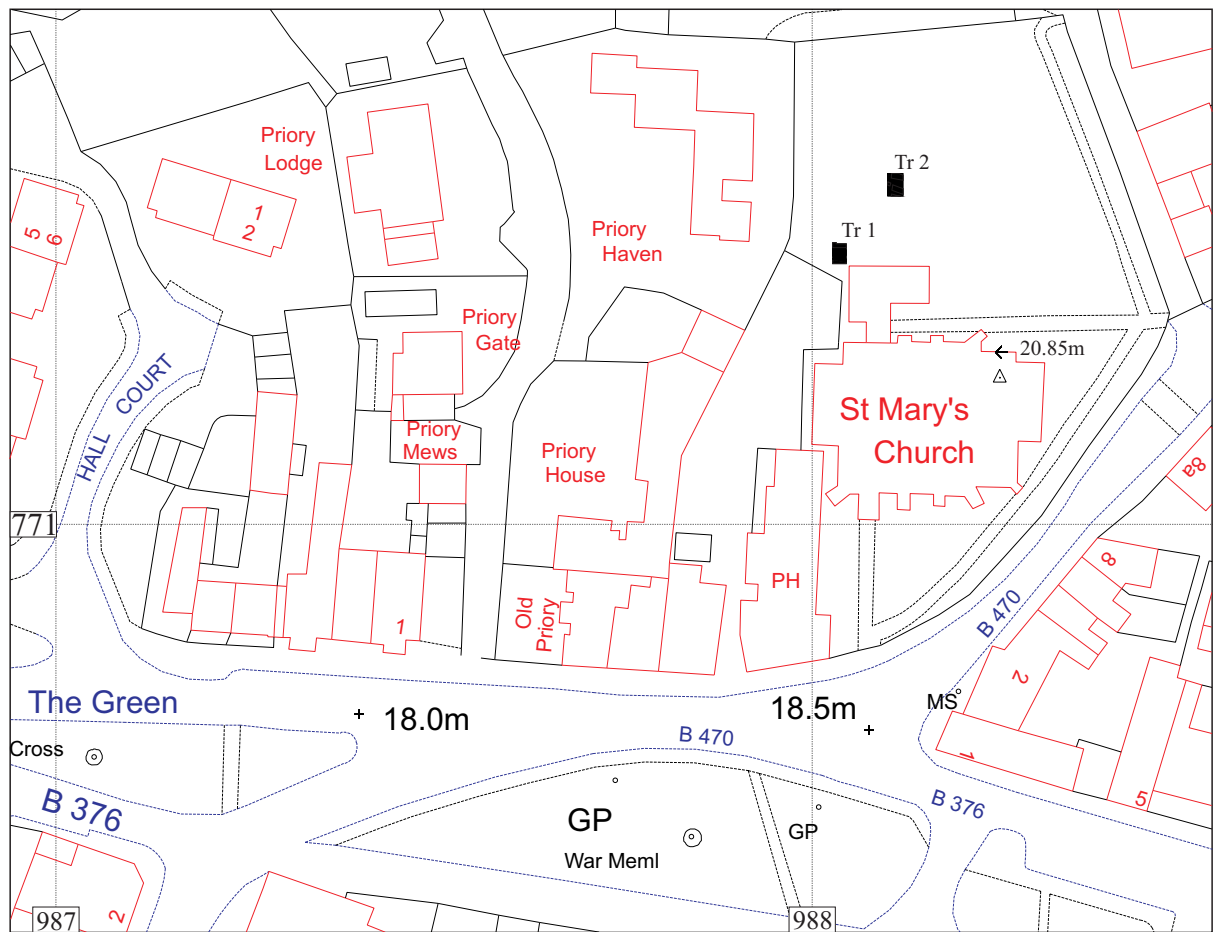 Tr 2
Priory
Lodge
Tr 1
1
2
5
6
Priory
Haven
Priory
Gate
20.85m
HALL COURT
St Mary's
Church
Priory
Mews
Priory
House
8a
771
8
PH
1
Old
Priory
B 470
2
MS
The Green
18.0m
18.5m
B 470
Cross
1
5
B 376
B 376
GP
GP
War Meml
2
987
988